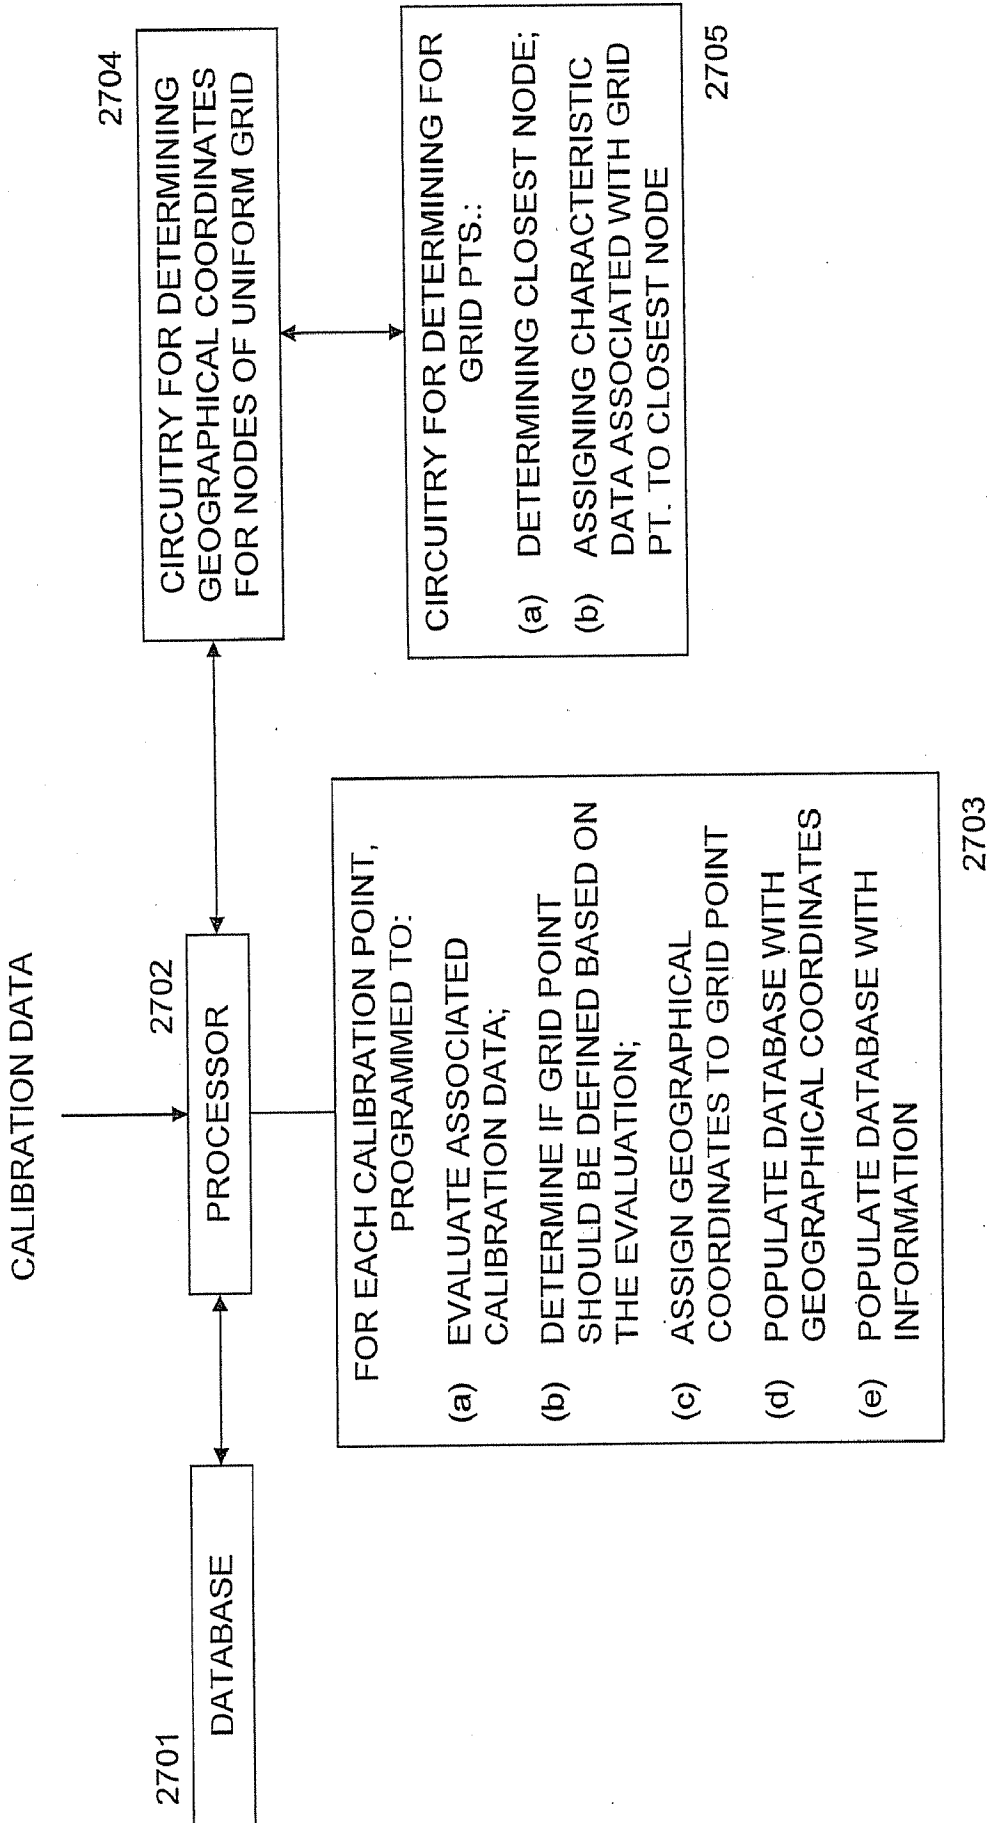 CALIBRATION DATA
2701
DATABASE
2702
PROCESSOR
FOR EACH CALIBRATION POINT,
PROGRAMMED TO:
(a) EVALUATE ASSOCIATED
CALIBRATION DATA;
(b) DETERMINE IF GRID POINT
SHOULD BE DEFINED BASED ON
THE EVALUATION;
(c) ASSIGN GEOGRAPHICAL
COORDINATES TO GRID POINT
(d) POPULATE DATABASE WITH
GEOGRAPHICAL COORDINATES
(e) POPULATE DATABASE WITH
INFORMATION
2703
2704
CIRCUITRY FOR DETERMINING
GEOGRAPHICAL COORDINATES
FOR NODES OF UNIFORM GRID
CIRCUITRY FOR DETERMINING FOR
GRID PTS.:
(a) DETERMINING CLOSEST NODE;
(b) ASSIGNING CHARACTERISTIC
DATA ASSOCIATED WITH GRID
PT. TO CLOSEST NODE
2705